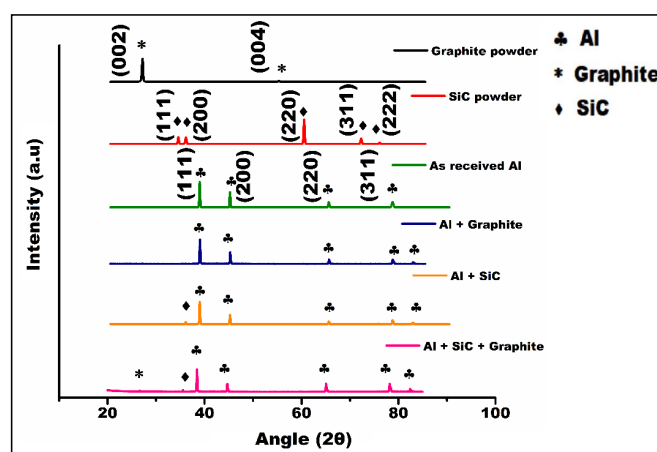 (002)
*
(004)
*
Graphite powder
♣ Al
* Graphite
♦ SiC
(111)
♦ ♦
(200)
(220)
♦
(311)
♦ ♦
(222)
SiC powder
(111)
♣
♣
(200)
(220)
♣
(311)
♣
As received Al
♣ ♣ ♣ ♣ ♣
Al + Graphite
♦ ♣ ♣ ♣ ♣ ♣
Al + SiC
* ♦ ♣ ♣ ♣ ♣ ♣
Al + SiC + Graphite
Intensity (a.u)
20 40 60 80 100
Angle (2θ)